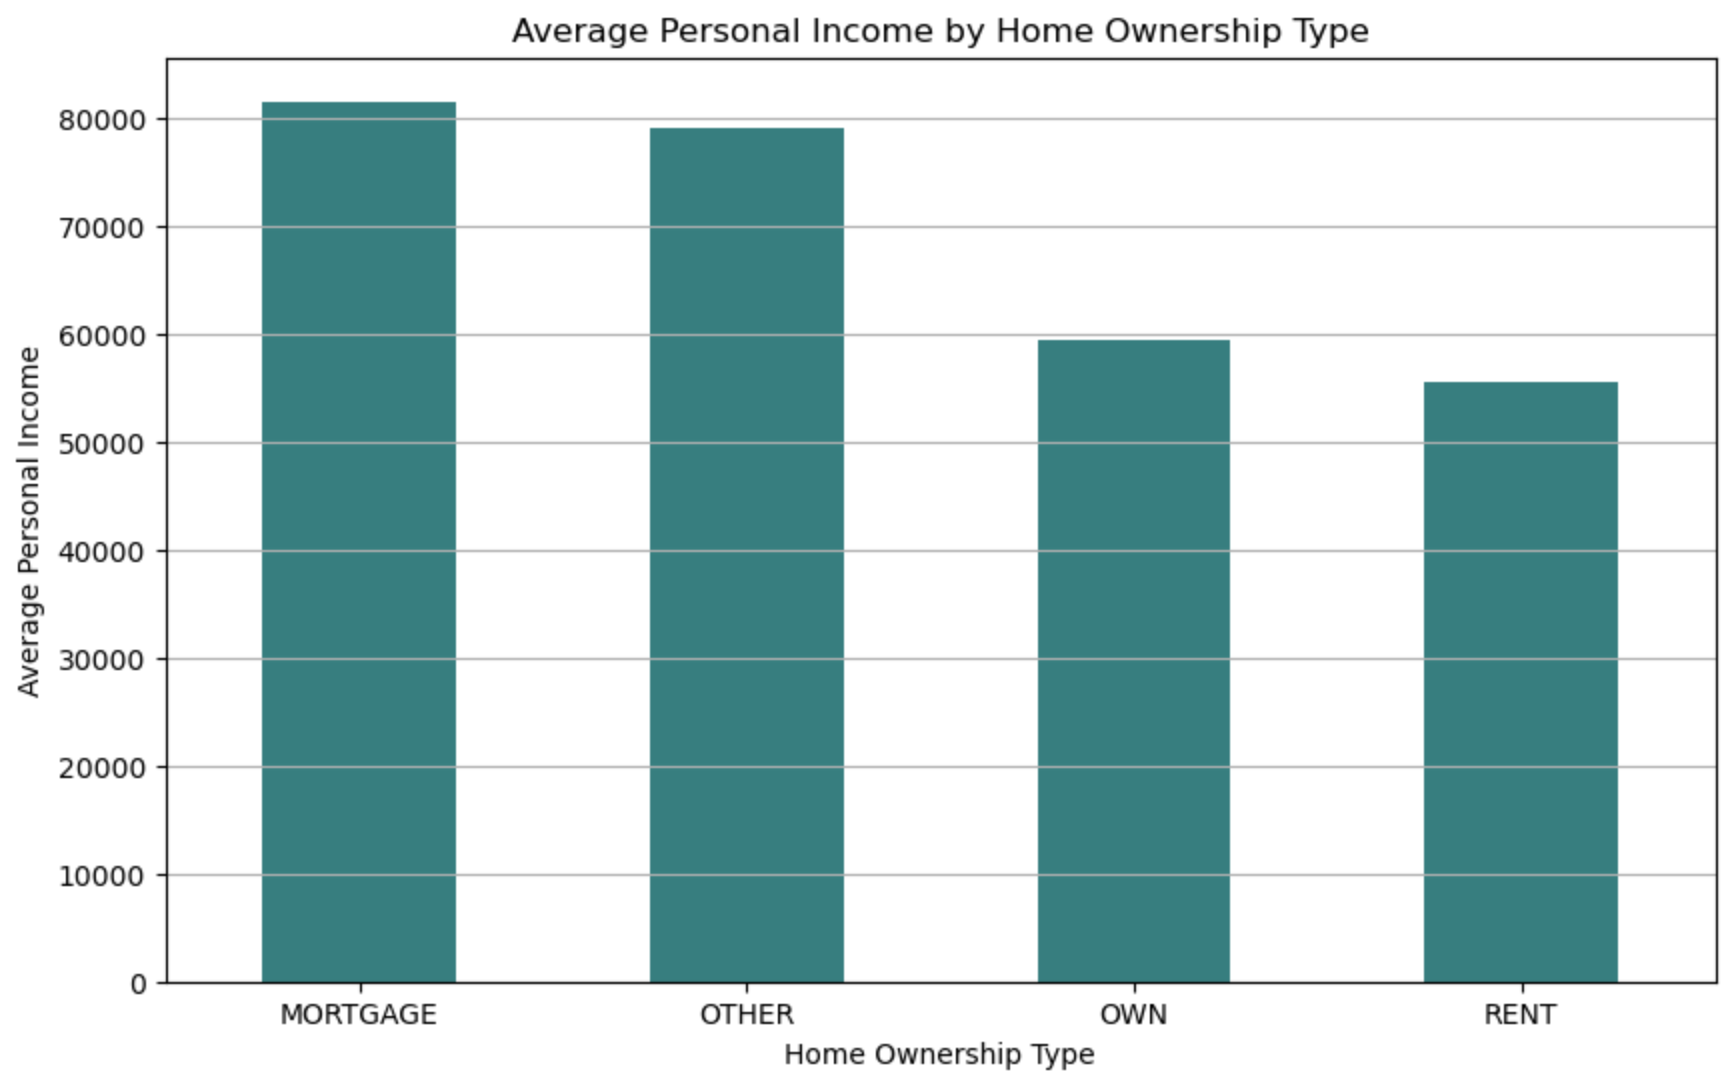 Average Personal Income by Home Ownership Type
80000
70000
60000
50000
40000
30000
20000
10000
0
Average Personal Income
MORTGAGE OTHER OWN RENT
Home Ownership Type